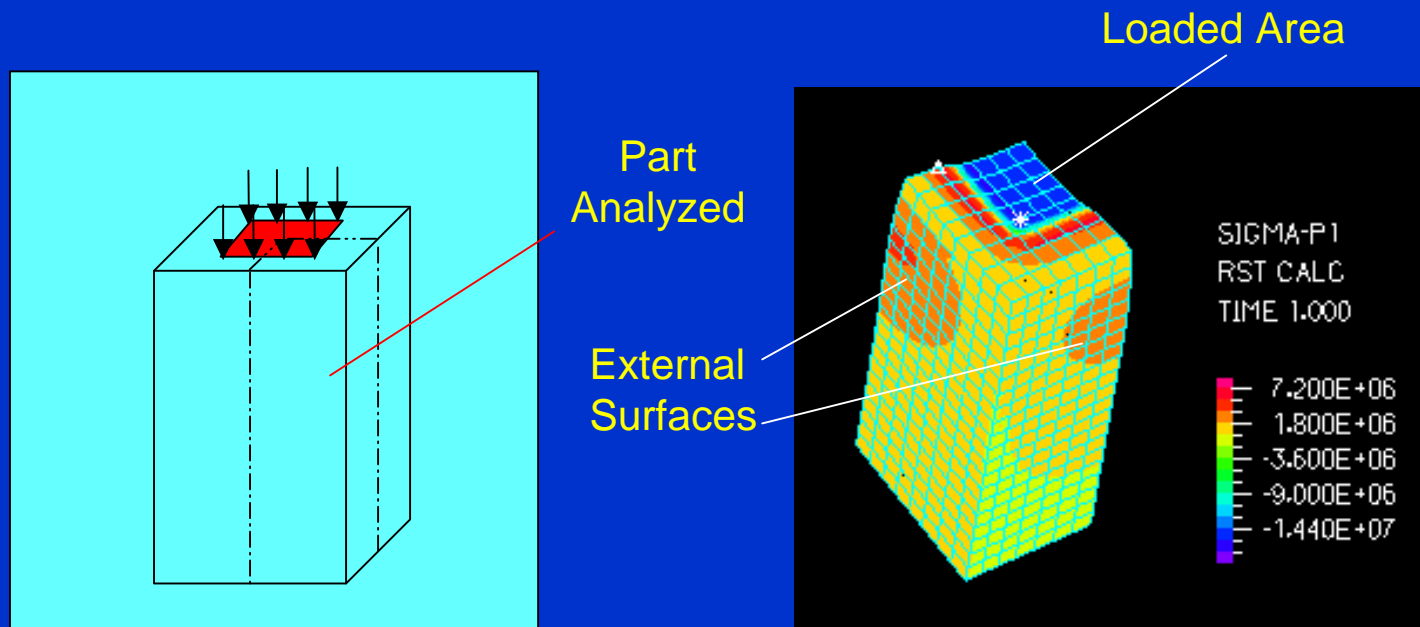 Loaded Area
Part
Analyzed
External
Surfaces
SIGMA-P1
RST CALC
TIME 1.000
7.200E+06
1.800E+06
-3.600E+06
-9.000E+06
-1.440E+07